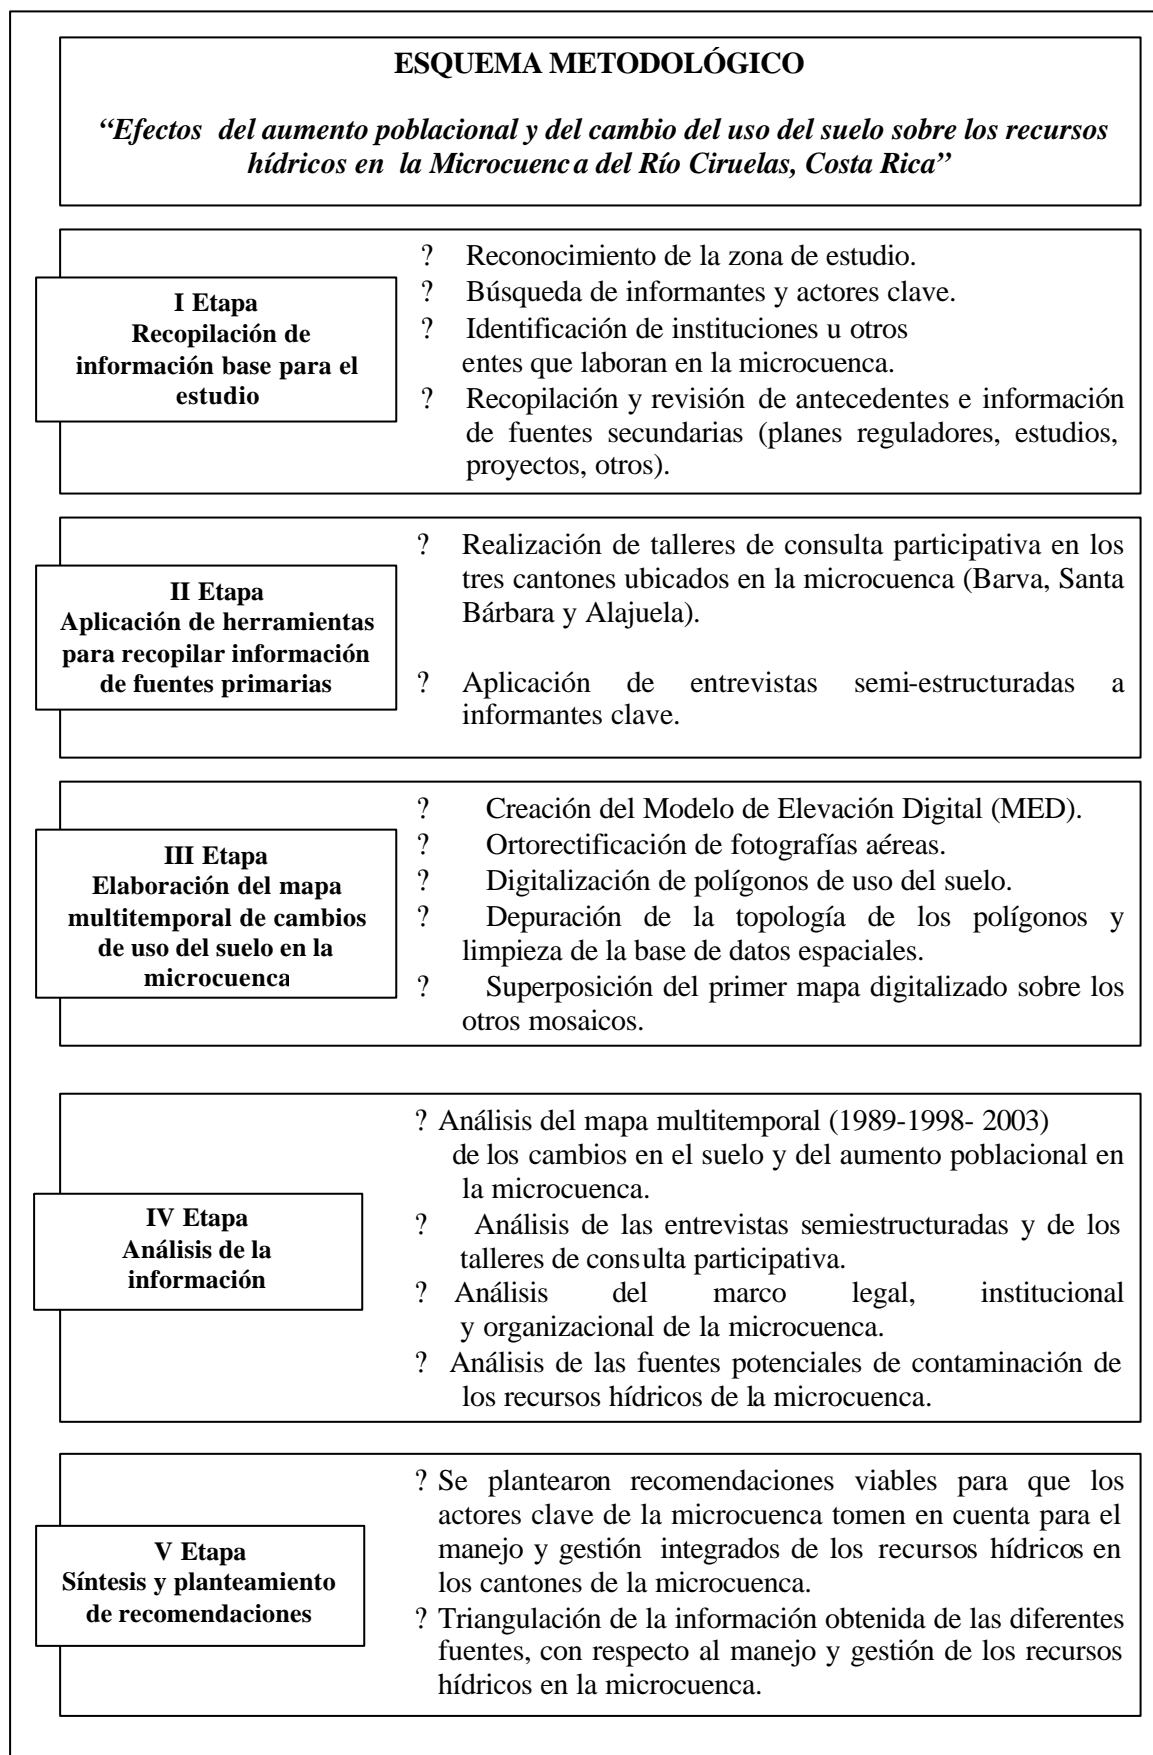 ESQUEMA METODOLÓGICO
“Efectos del aumento poblacional y del cambio del uso del suelo sobre los recursos
hídricos en la Microcuenca del Río Ciruelas, Costa Rica”
I Etapa
Recopilación de
información base para el
estudio
? Reconocimiento de la zona de estudio.
? Búsqueda de informantes y actores clave.
? Identificación de instituciones u otros
entes que laboran en la microcuenca.
? Recopilación y revisión de antecedentes e información
de fuentes secundarias (planes reguladores, estudios,
proyectos, otros).
II Etapa
Aplicación de herramientas
para recopilar información
de fuentes primarias
? Realización de talleres de consulta participativa en los
tres cantones ubicados en la microcuenca (Barva, Santa
Bárbara y Alajuela).
? Aplicación de entrevistas semi-estructuradas a
informantes clave.
III Etapa
Elaboración del mapa
multitemporal de cambios
de uso del suelo en la
microcuenca
? Creación del Modelo de Elevación Digital (MED).
? Ortorectificación de fotografías aéreas.
? Digitalización de polígonos de uso del suelo.
? Depuración de la topología de los polígonos y
limpieza de la base de datos espaciales.
? Superposición del primer mapa digitalizado sobre los
otros mosaicos.
IV Etapa
Análisis de la
información
? Análisis del mapa multitemporal (1989-1998- 2003)
de los cambios en el suelo y del aumento poblacional en
la microcuenca.
? Análisis de las entrevistas semiestructuradas y de los
talleres de consulta participativa.
? Análisis del marco legal, institucional
y organizacional de la microcuenca.
? Análisis de las fuentes potenciales de contaminación de
los recursos hídricos de la microcuenca.
V Etapa
Síntesis y planteamiento
de recomendaciones
? Se plantearon recomendaciones viables para que los
actores clave de la microcuenca tomen en cuenta para el
manejo y gestión integrados de los recursos hídricos en
los cantones de la microcuenca.
? Triangulación de la información obtenida de las diferentes
fuentes, con respecto al manejo y gestión de los recursos
hídricos en la microcuenca.